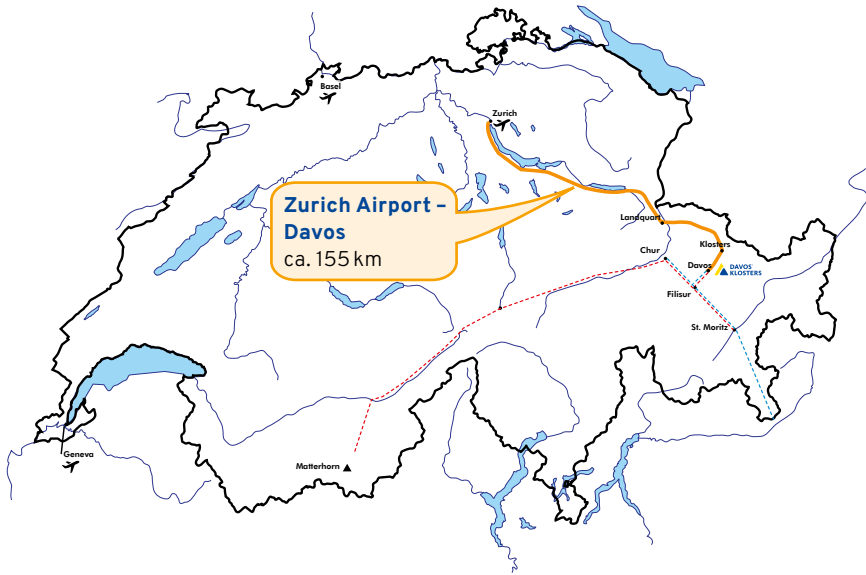 Basel
Zurich
Zurich Airport –
Davos
ca. 155 km
Landquart
Klosters
Chur
Davos
DAVOS
KLOSTERS
Filisur
St. Moritz
Geneva
Matterhorn